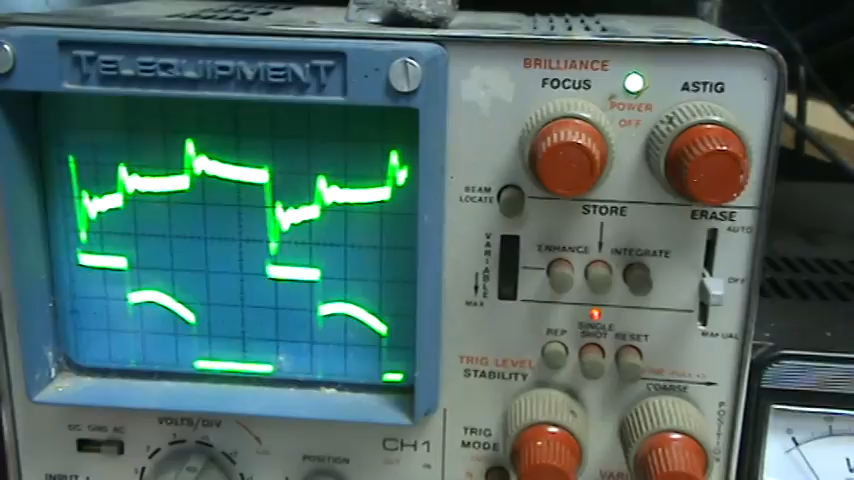 TELEQUIPMENT
BRILLIANCE
FOCUS
ASTIG
POWER
OFF
BEAM
LOCATE
STORE
ERASE
AUTO
VARIABLE
ENHANCE
INTEGRATE
OFF
MAX
MANUAL
REP
SINGLE
SHOT
RESET
TRIG LEVEL
STABILITY
COARSE
DC GND AC
VOLTS/DIV
POSITION
CH1
TRIG
MODE
POSITION
INPUT 1